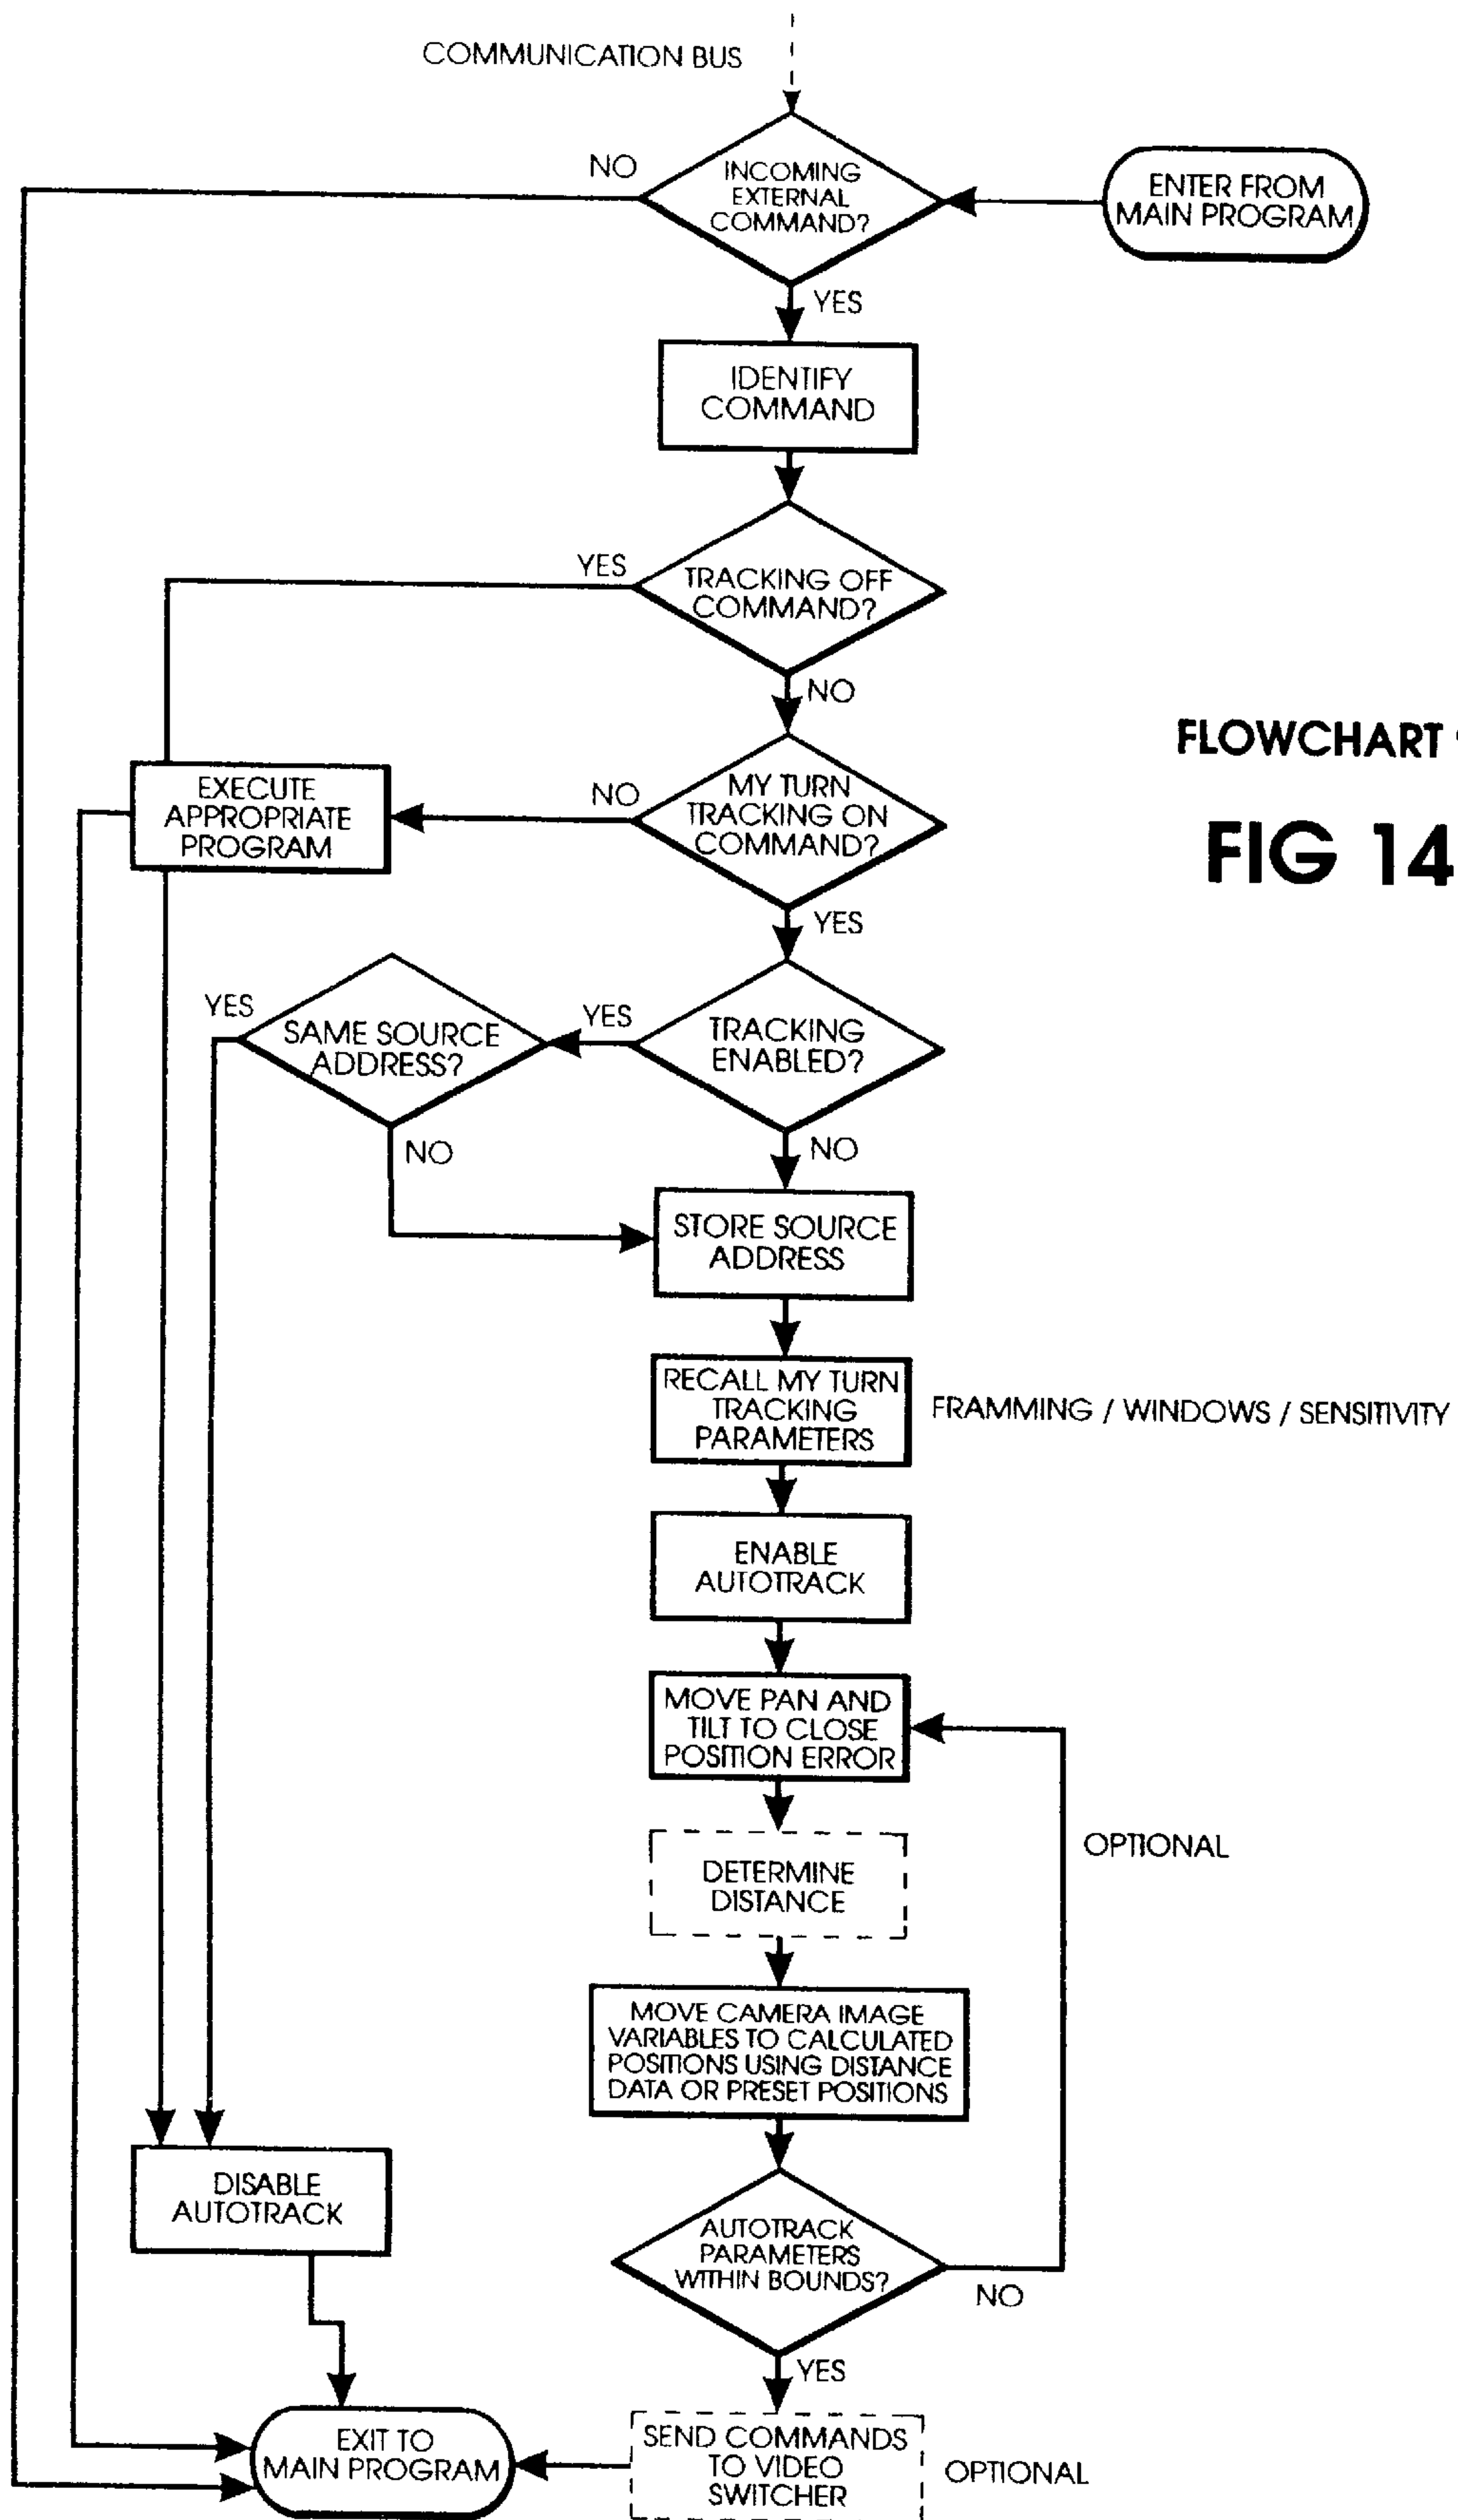 COMMUNICATION BUS
NO
INCOMING
EXTERNAL
COMMAND?
ENTER FROM
MAIN PROGRAM
YES
IDENTIFY
COMMAND
YES
TRACKING OFF
COMMAND?
NO
FLOWCHART
FIG 14
EXECUTE
APPROPRIATE
PROGRAM
NO
MY TURN
TRACKING ON
COMMAND?
YES
YES
SAME SOURCE
ADDRESS?
YES
TRACKING
ENABLED?
NO
NO
STORE SOURCE
ADDRESS
RECALL MY TURN
TRACKING
PARAMETERS
FRAMMING / WINDOWS / SENSITIVITY
ENABLE
AUTOTRACK
MOVE PAN AND
TILT TO CLOSE
POSITION ERROR
OPTIONAL
DETERMINE
DISTANCE
MOVE CAMERA IMAGE
VARIABLES TO CALCULATED
POSITIONS USING DISTANCE
DATA OR PRESET POSITIONS
DISABLE
AUTOTRACK
AUTOTRACK
PARAMETERS
WITHIN BOUNDS?
NO
YES
EXIT TO
MAIN PROGRAM
SEND COMMANDS
TO VIDEO
SWITCHER
OPTIONAL